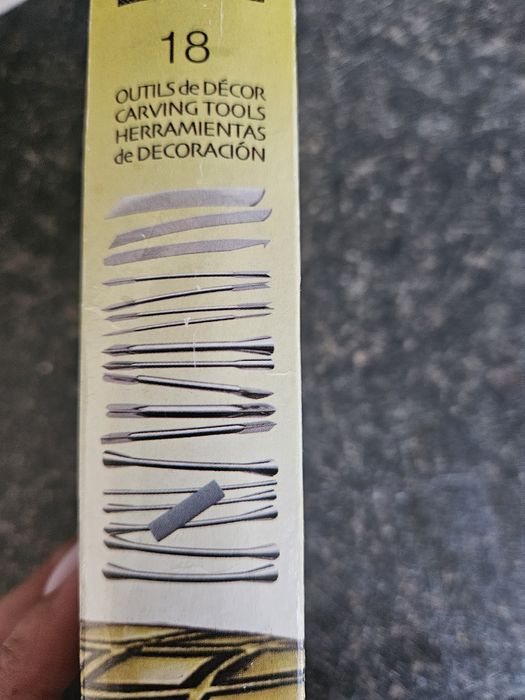 18
OUTILS de DÉCOR
CARVING TOOLS
HERRAMIENTAS
de DECORACIÓN